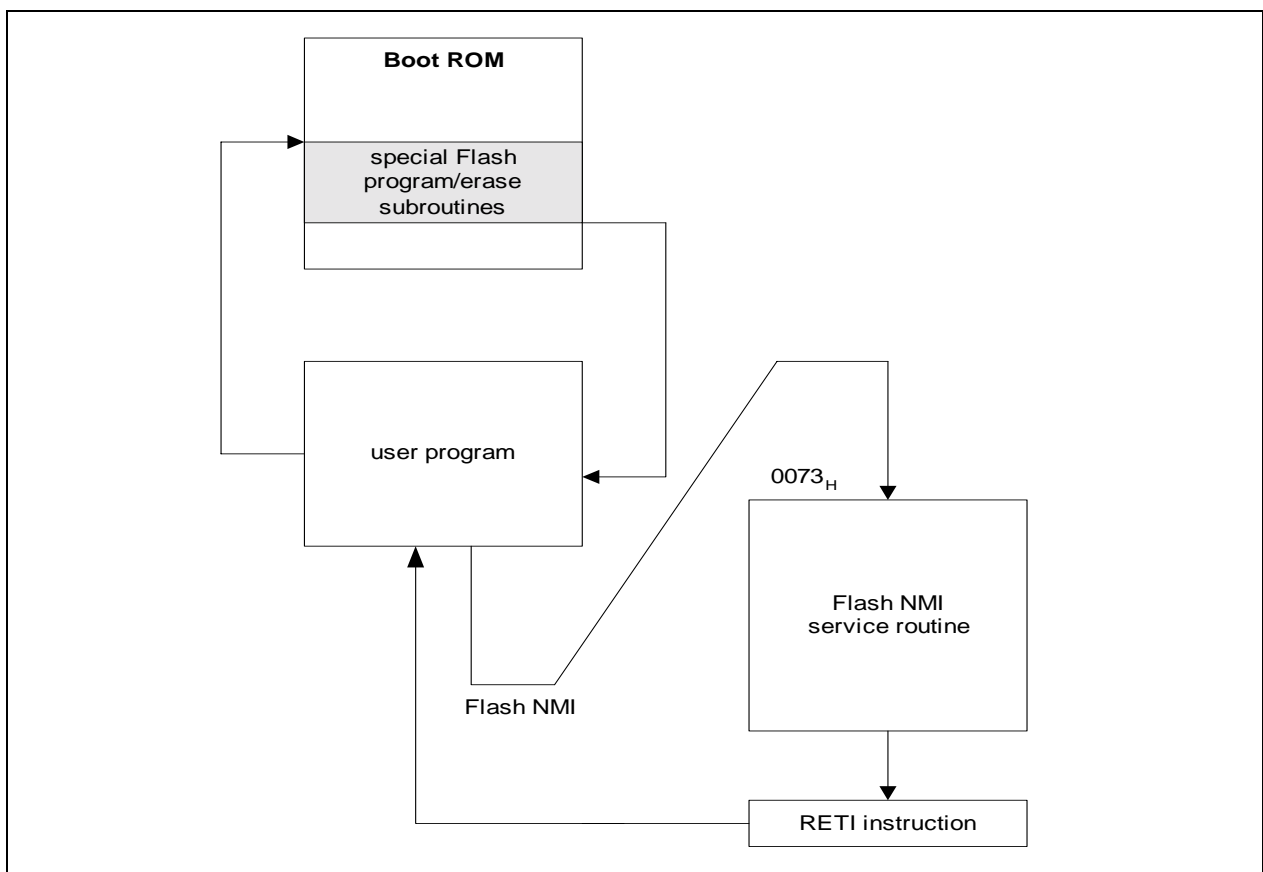 Boot ROM
special Flash
program/erase
subroutines
user program
0073H
Flash NMI
service routine
Flash NMI
RETI instruction